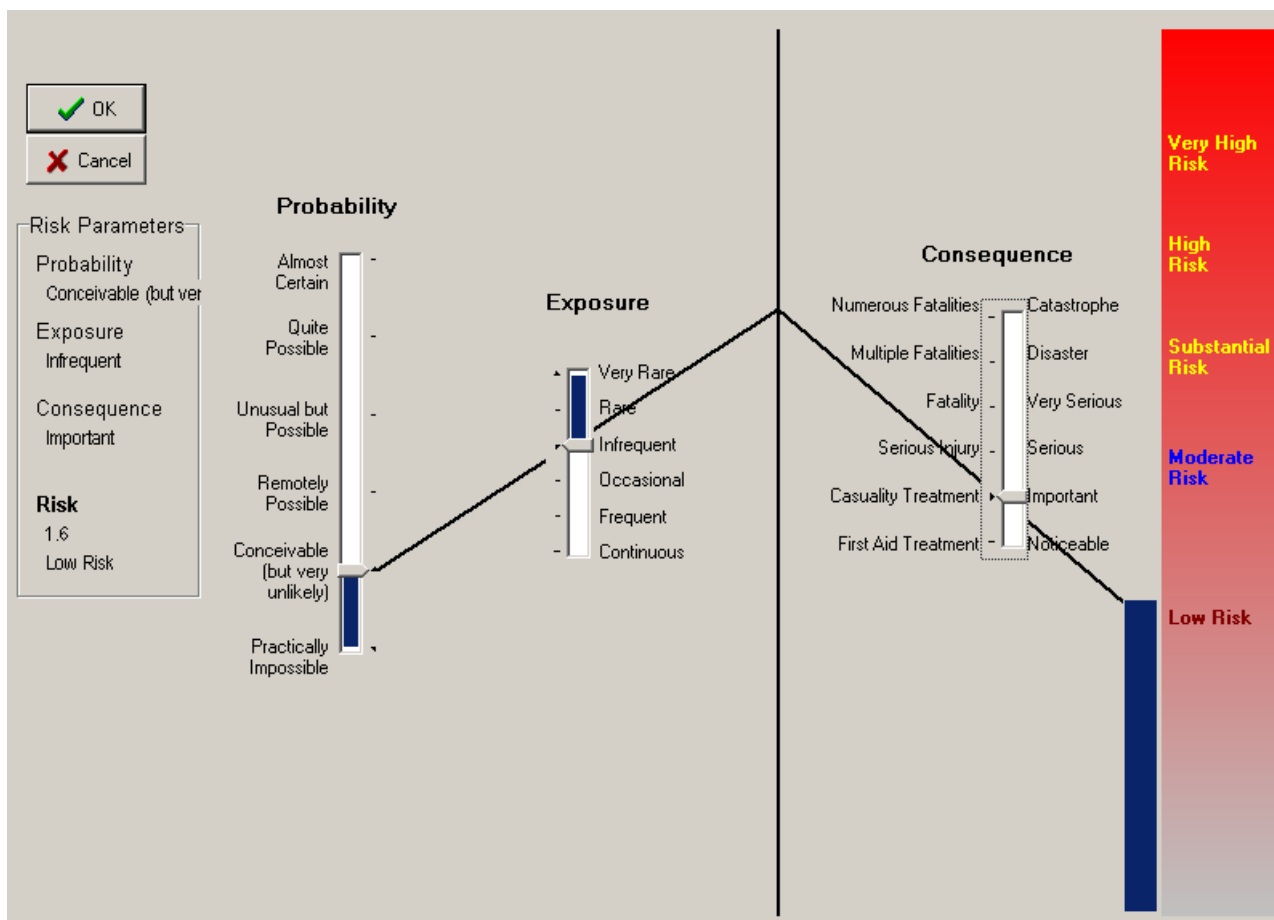 OK
Cancel
Risk Parameters
Probability
Conceivable (but ver
Exposure
Infrequent
Consequence
Important
Risk
1.6
Low Risk
Probability
Almost
Certain
Quite
Possible
Unusual but
Possible
Remotely
Possible
Conceivable
(but very
unlikely)
Practically
Impossible
Exposure
Very Rare
Rare
Infrequent
Occasional
Frequent
Continuous
Consequence
Numerous Fatalities
Catastrophe
Multiple Fatalities
Disaster
Fatality
Very Serious
Serious Injury
Serious
Casuality Treatment
Important
First Aid Treatment
Noticeable
Very High
Risk
High
Risk
Substantial
Risk
Moderate
Risk
Low Risk